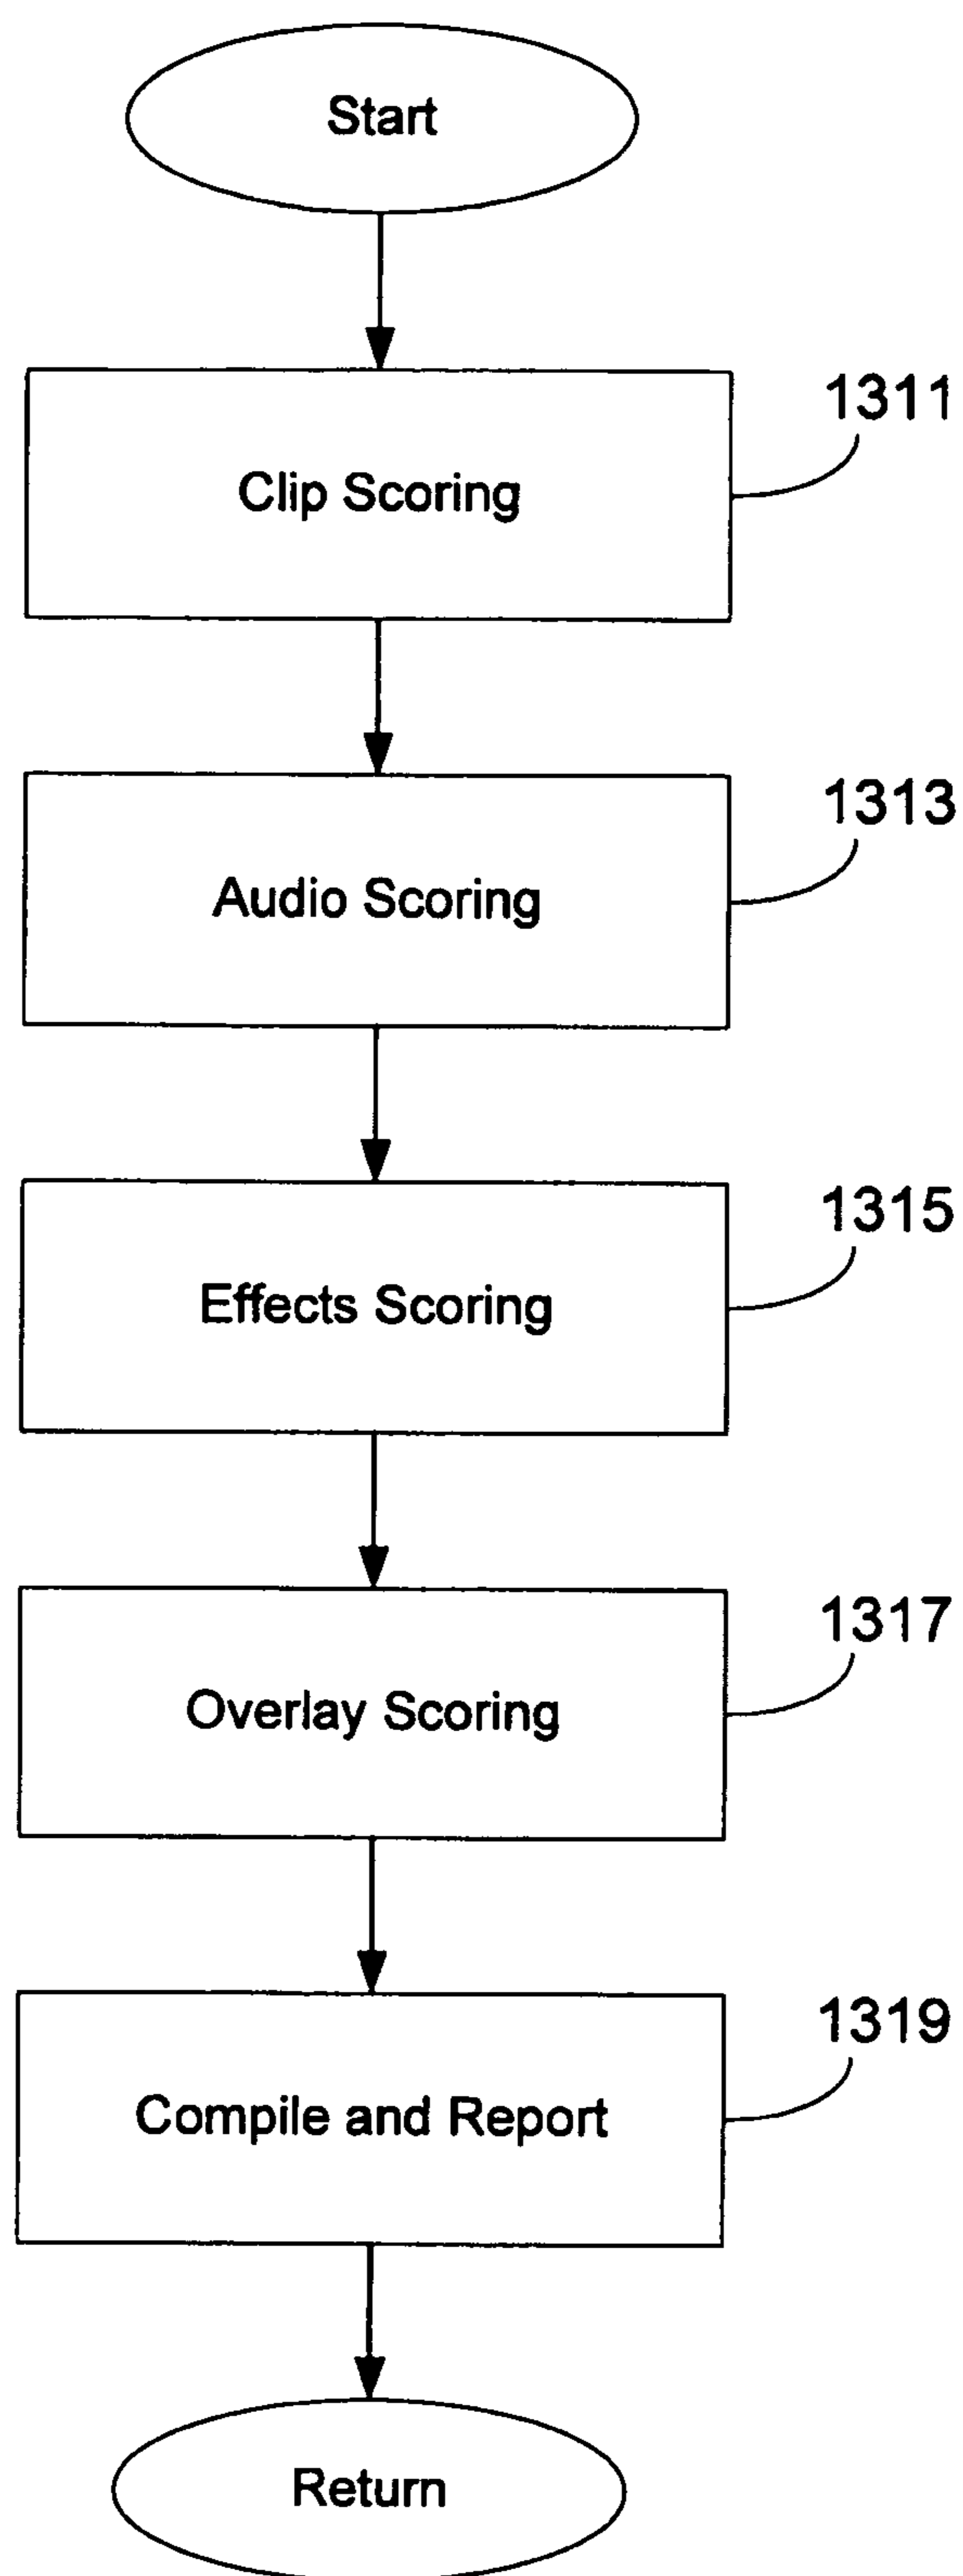 Start
1311
Clip Scoring
1313
Audio Scoring
1315
Effects Scoring
1317
Overlay Scoring
1319
Compile and Report
Return